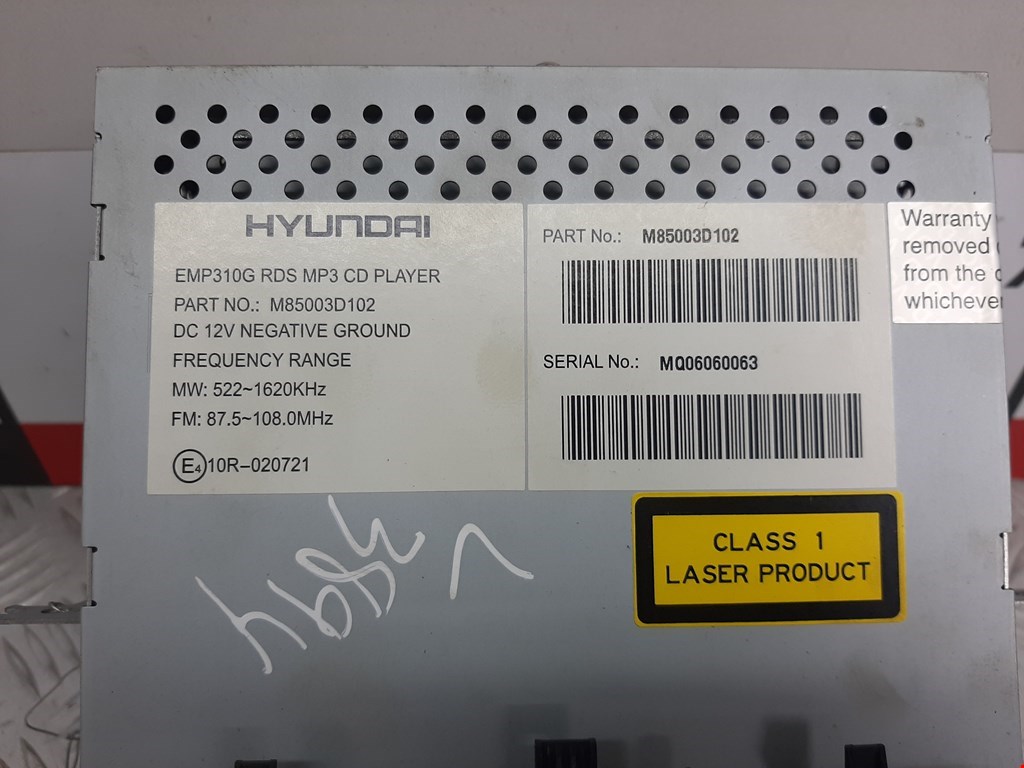 HYUNDAI
EMP310G RDS MP3 CD PLAYER
PART NO.: M85003D102
DC 12V NEGATIVE GROUND
FREQUENCY RANGE
MW: 522~1620KHz
FM: 87.5~108.0MHz
E4 10R-020721
PART No.: M85003D102
SERIAL No.: MQ06060063
Warranty
removed
from the
whichever
CLASS 1
LASER PRODUCT